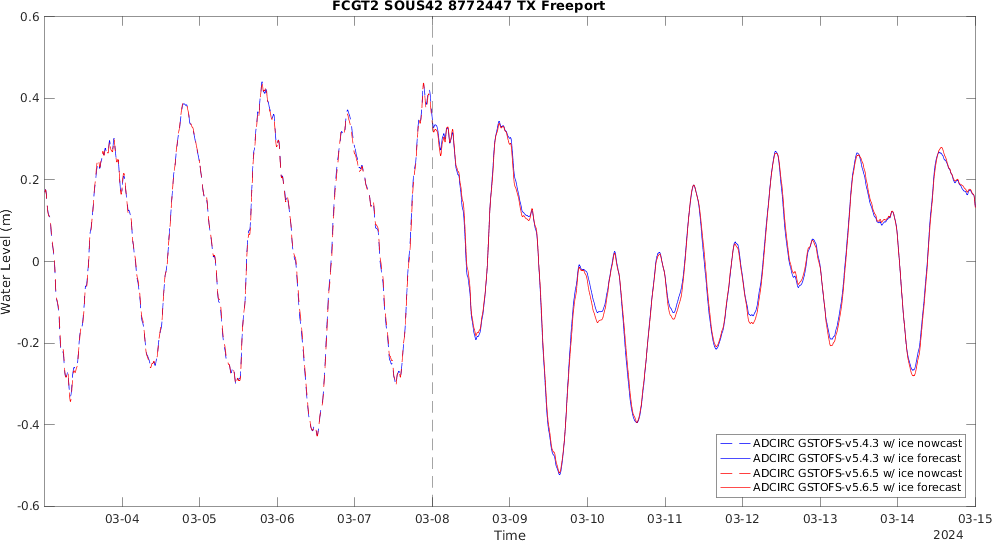 FCGT2 SOUS42 8772447 TX Freeport
0.6
0.4
0.2
0
-0.2
-0.4
-0.6
Water Level (m)
ADCIRC GSTOFS-v5.4.3 w/ ice nowcast
ADCIRC GSTOFS-v5.4.3 w/ ice forecast
ADCIRC GSTOFS-v5.6.5 w/ ice nowcast
ADCIRC GSTOFS-v5.6.5 w/ ice forecast
03-04 03-05 03-06 03-07 03-08 03-09 03-10 03-11 03-12 03-13 03-14 03-15
Time
2024